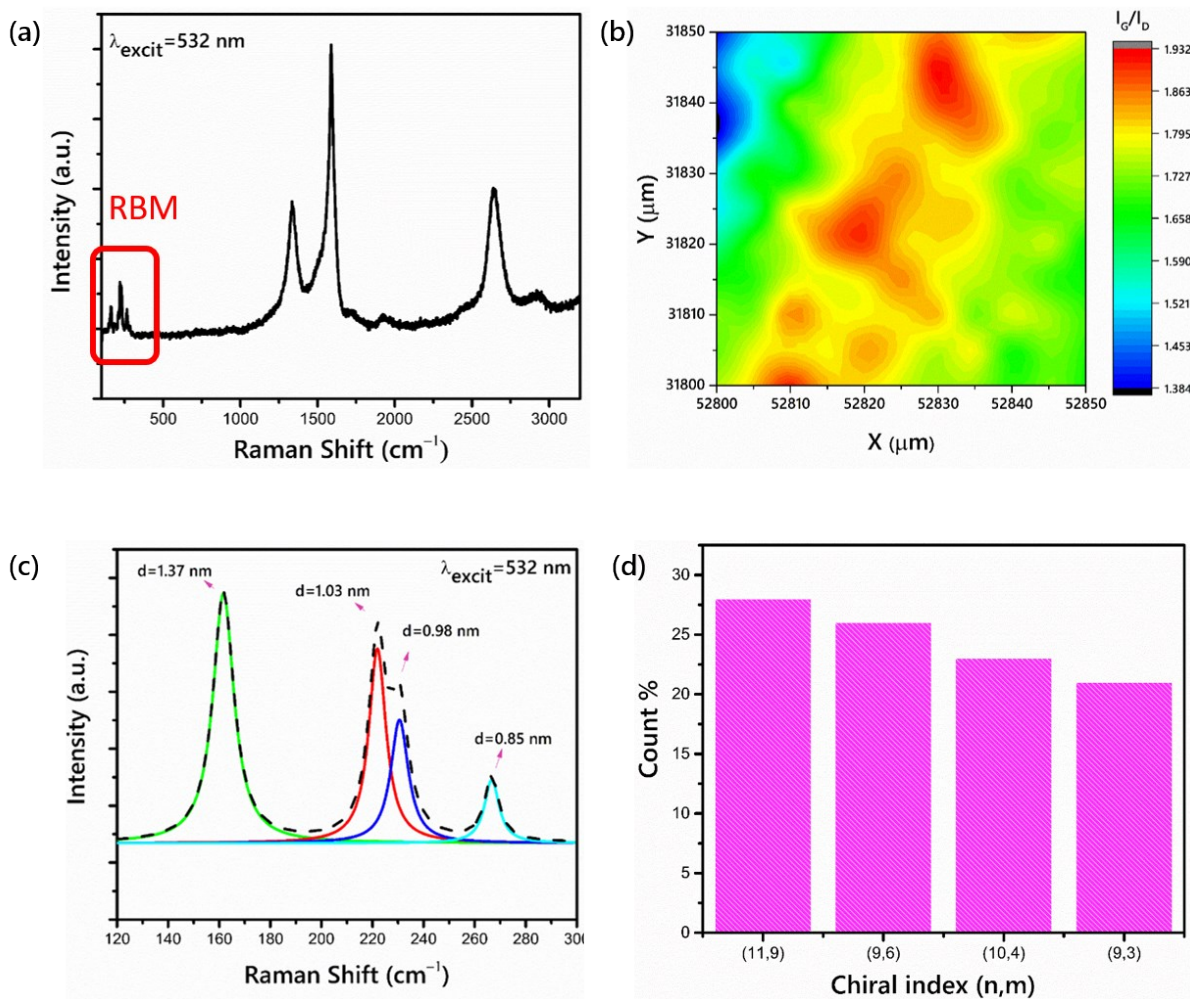 (a)
λexcit=532 nm
RBM
Intensity (a.u.)
500 1000 1500 2000 2500 3000
Raman Shift (cm−1)
(b)
IG/ID
31850
31840
31830
31820
31810
31800
Y (μm)
52800 52810 52820 52830 52840 52850
X (μm)
1.932
1.863
1.795
1.727
1.658
1.590
1.521
1.453
1.384
(c)
λexcit=532 nm
d=1.37 nm
d=1.03 nm
d=0.98 nm
d=0.85 nm
Intensity (a.u.)
120 140 160 180 200 220 240 260 280 300
Raman Shift (cm−1)
(d)
30
25
20
15
10
5
0
Count %
(11,9) (9,6) (10,4) (9,3)
Chiral index (n,m)